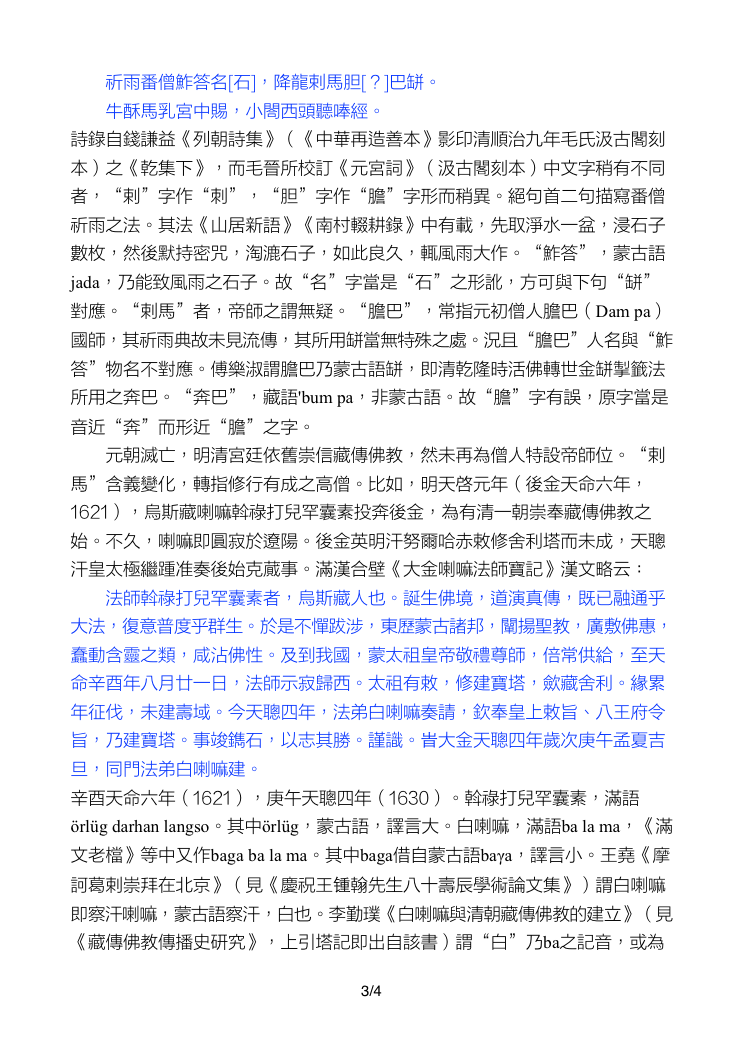 祈雨番僧鮓答名[石]，降龍剌馬胆[？]巴缾。
牛酥馬乳宮中賜，小閤西頭聽唪經。
詩錄自錢謙益《列朝詩集》（《中華再造善本》影印清順治九年毛氏汲古閣刻
本）之《乾集下》，而毛晉所校訂《元宮詞》（汲古閣刻本）中文字稍有不同
者，“剌”字作“刺”，“胆”字作“膽”字形而稍異。絕句首二句描寫番僧
祈雨之法。其法《山居新語》《南村輟耕錄》中有載，先取淨水一盆，浸石子
數枚，然後默持密咒，淘漉石子，如此良久，輒風雨大作。“鮓答”，蒙古語
jada，乃能致風雨之石子。故“名”字當是“石”之形訛，方可與下句“缾”
對應。“剌馬”者，帝師之謂無疑。“膽巴”，常指元初僧人膽巴（Dam pa）
國師，其祈雨典故未見流傳，其所用缾當無特殊之處。況且“膽巴”人名與“鮓
答”物名不對應。傅樂淑謂膽巴乃蒙古語缾，即清乾隆時活佛轉世金缾掣籤法
所用之奔巴。“奔巴”，藏語'bum pa，非蒙古語。故“膽”字有誤，原字當是
音近“奔”而形近“膽”之字。
元朝滅亡，明清宮廷依舊崇信藏傳佛教，然未再為僧人特設帝師位。“剌
馬”含義變化，轉指修行有成之高僧。比如，明天啓元年（後金天命六年，
1621），烏斯藏喇嘛斡祿打兒罕囊素投奔後金，為有清一朝崇奉藏傳佛教之
始。不久，喇嘛即圓寂於遼陽。後金英明汗努爾哈赤敕修舍利塔而未成，天聰
汗皇太極繼踵准奏後始克蕆事。滿漢合璧《大金喇嘛法師寶記》漢文略云：
法師斡祿打兒罕囊素者，烏斯藏人也。誕生佛境，道演真傳，既已融通乎
大法，復意普度乎群生。於是不憚跋涉，東歷蒙古諸邦，闡揚聖教，廣敷佛惠，
蠢動含靈之類，咸沾佛性。及到我國，蒙太祖皇帝敬禮尊師，倍常供給，至天
命辛酉年八月廿一日，法師示寂歸西。太祖有敕，修建寶塔，斂藏舍利。緣累
年征伐，未建壽域。今天聰四年，法弟白喇嘛奏請，欽奉皇上敕旨、八王府令
旨，乃建寶塔。事竣鐫石，以志其勝。謹識。旹大金天聰四年歲次庚午孟夏吉
旦，同門法弟白喇嘛建。
辛酉天命六年（1621），庚午天聰四年（1630）。斡祿打兒罕囊素，滿語
örlüg darhan langso。其中örlüg，蒙古語，譯言大。白喇嘛，滿語ba la ma，《滿
文老檔》等中又作baga ba la ma。其中baga借自蒙古語baγa，譯言小。王堯《摩
訶葛剌崇拜在北京》（見《慶祝王锺翰先生八十壽辰學術論文集》）謂白喇嘛
即察汗喇嘛，蒙古語察汗，白也。李勤璞《白喇嘛與清朝藏傳佛教的建立》（見
《藏傳佛教傳播史研究》，上引塔記即出自該書）謂“白”乃ba之記音，或為
3/4